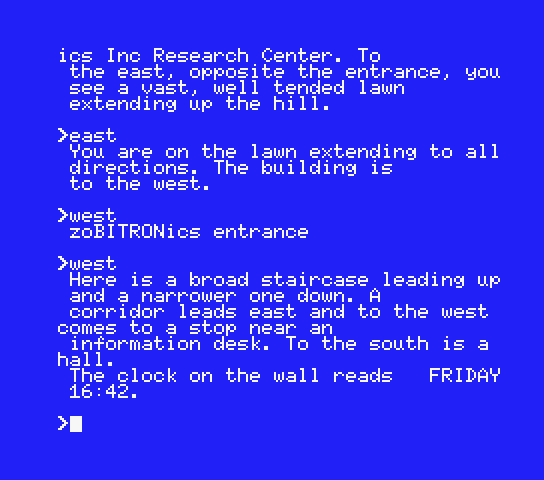 ics Inc Research Center. To
the east, opposite the entrance, you
see a vast, well tended lawn
extending up the hill.
>east
You are on the lawn extending to all
directions. The building is
to the west.
>west
zoBITRONics entrance
>west
Here is a broad staircase leading up
and a narrower one down. A
corridor leads east and to the west
comes to a stop near an
information desk. To the south is a
hall.
The clock on the wall reads   FRIDAY
16:42.
>